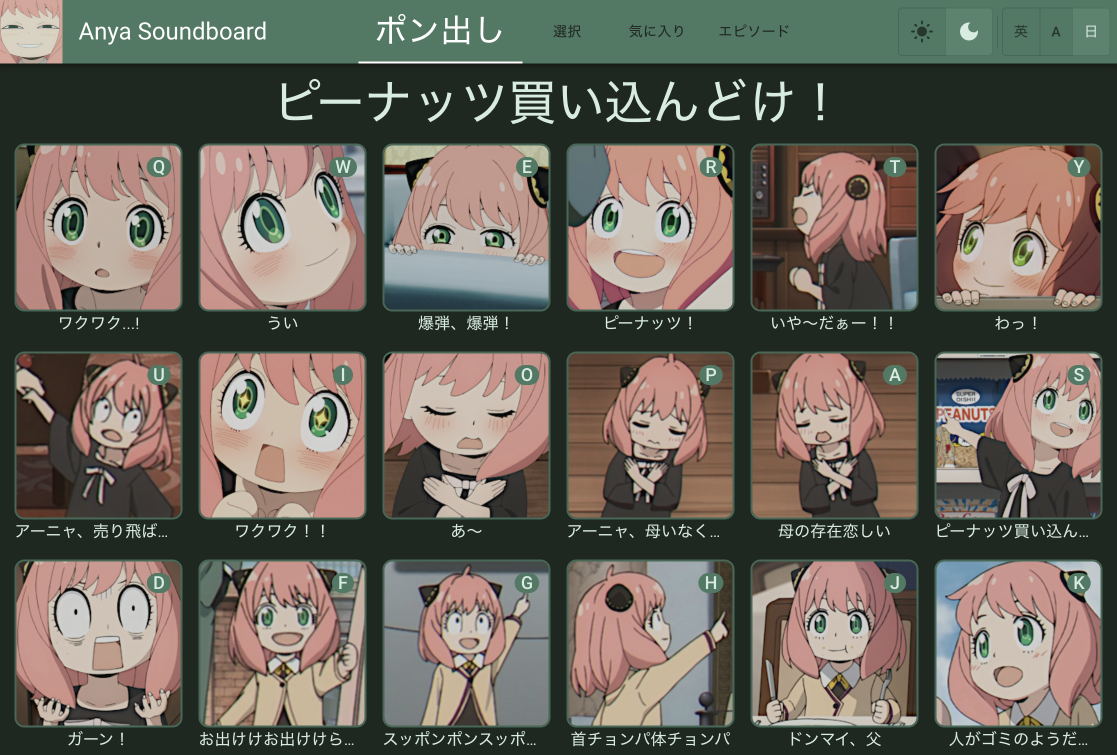 Anya Soundboard
ポン出し
選択
気に入り
エピソード
英
A
日
ピーナッツ買い込んどけ！
Q
W
E
R
T
Y
ワクワク...!
うい
爆弾、爆弾！
ピーナッツ！
いや〜だぁー！！
わっ！
U
I
O
P
A
S
SUPER
OISHII
PEANUTS
アーニャ、売り飛ば...
ワクワク！！
あ〜
アーニャ、母いなく...
母の存在恋しい
ピーナッツ買い込ん...
D
F
G
H
J
K
ガーン！
お出けけお出けけら...
スッポンポンスッポ...
首チョンパ体チョンパ
ドンマイ、父
人がゴミのようだ...